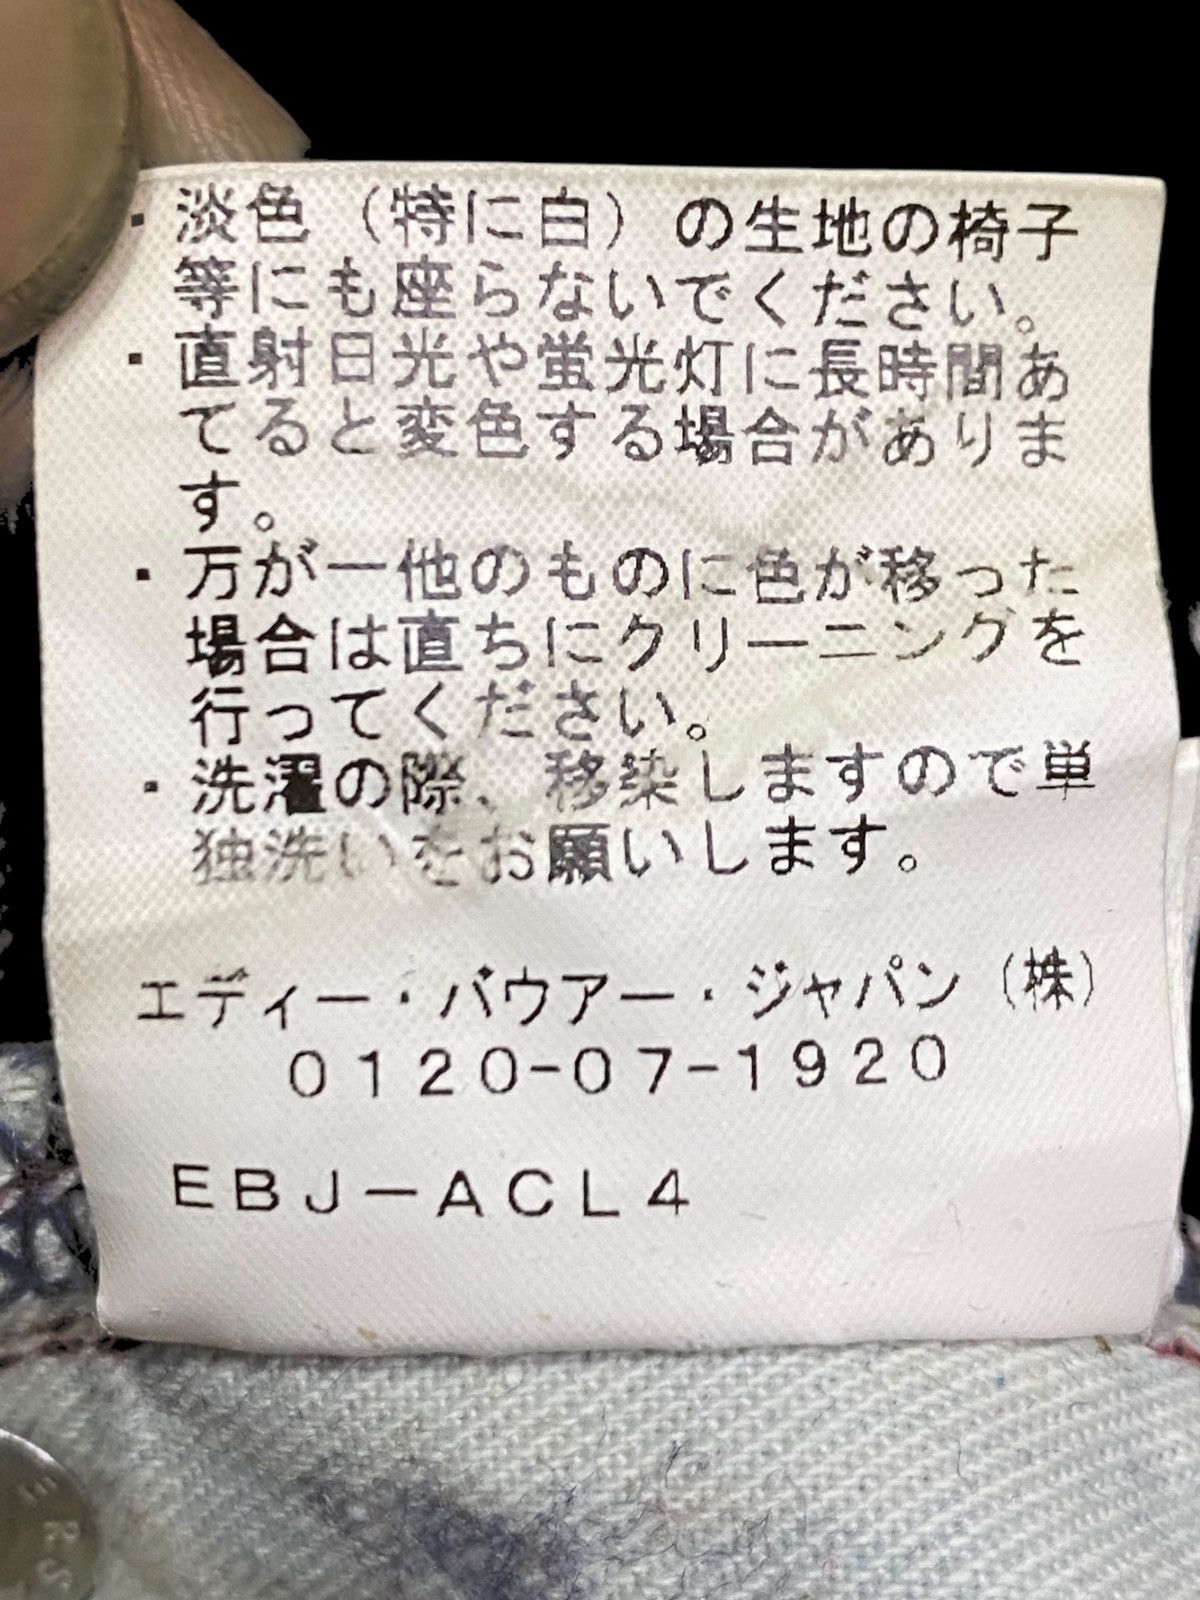 ・淡色（特に白）の生地の椅子
等にも座らないでください。
・直射日光や蛍光灯に長時間あ
てると変色する場合がありま
す。
・万が一他のものに色が移った
場合は直ちにクリーニングを
行ってください。
・洗濯の際、移染しますので単
独洗いをお願いします。
エディー・バウアー・ジャパン（株）
0120-07-1920
EBJ－ACL4